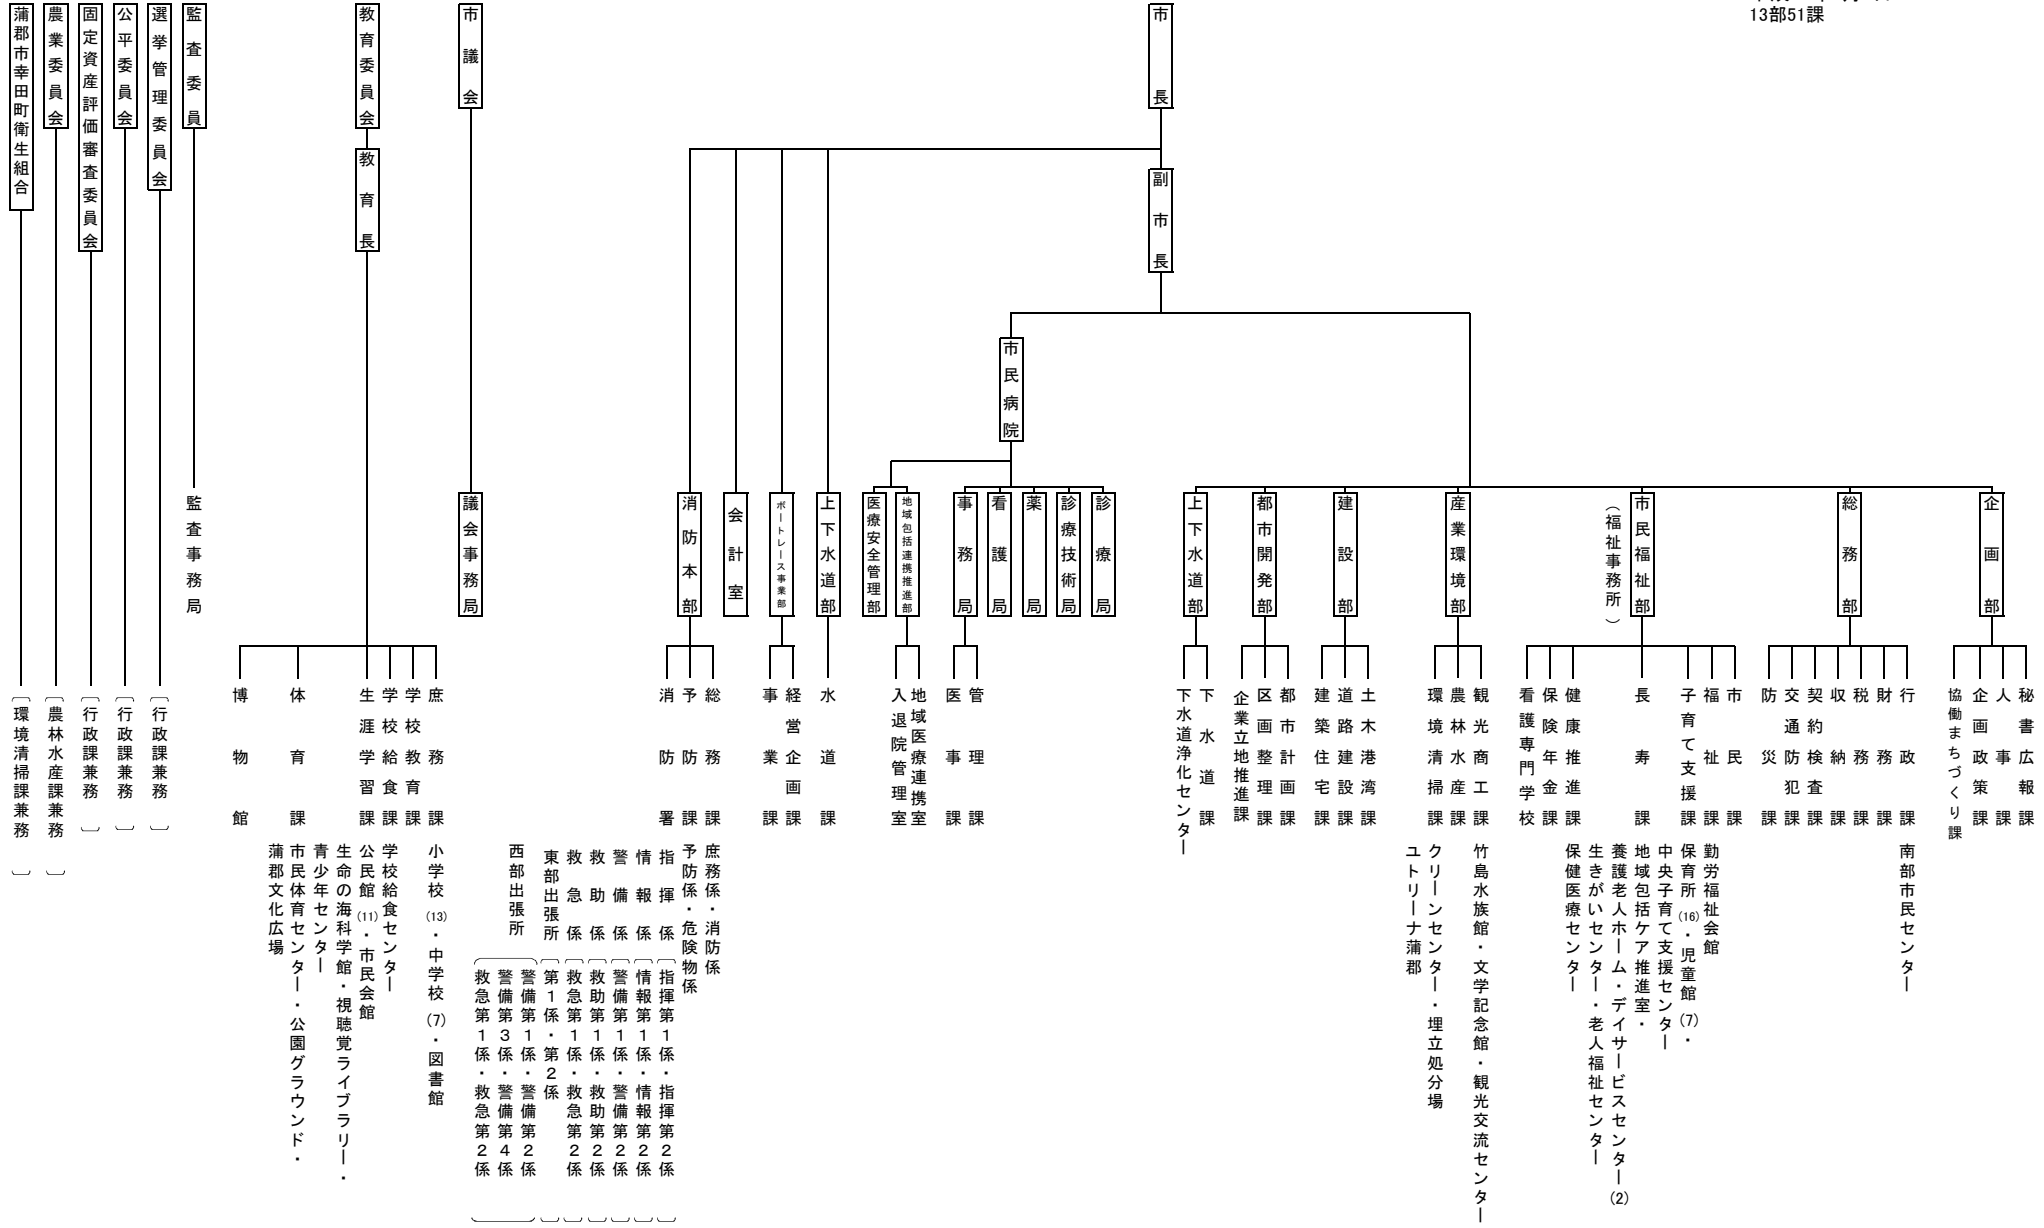 13部51課
市長
副市長
市民病院
市議会
教育委員会
教育長
監査委員
選挙管理委員会
公平委員会
固定資産評価審査委員会
農業委員会
蒲郡市幸田町衛生組合
企画部
総務部
市民福祉部
(福祉事務所)
産業環境部
建設部
都市開発部
上下水道部
診療局
診療技術局
薬局
看護局
事務局
地域包括連携推進部
医療安全管理部
上下水道部
ボートレース事業部
会計室
消防本部
議会事務局
監査事務局
秘書広報課
人事課
企画政策課
協働まちづくり課
行政課
財務課
税務課
収納課
契約検査課
交通防犯課
防災課
市民課
福祉課
子育て支援課
長寿課
健康推進課
保険年金課
看護専門学校
観光商工課
農林水産課
環境清掃課
土木港湾課
道路建設課
建築住宅課
都市計画課
区画整理課
企業立地推進課
下水道課
下水道浄化センター
管理課
医事課
地域医療連携室
入退院管理室
水道課
経営企画課
事業課
総務課
予防課
消防署
庶務課
学校教育課
学校給食課
生涯学習課
体育課
博物館
〔行政課兼務〕
〔行政課兼務〕
〔行政課兼務〕
〔農林水産課兼務〕
〔環境清掃課兼務〕
南部市民センター
勤労福祉会館
保育所(16)・児童館(7)・
中央子育て支援センター
地域包括ケア推進室・
養護老人ホーム・デイサービスセンター(2)
生きがいセンター・老人福祉センター
保健医療センター
竹島水族館・文学記念館・観光交流センター
クリーンセンター・埋立処分場
ユトリーナ蒲郡
庶務係・消防係
予防係・危険物係
指揮係〔指揮第1係・指揮第2係〕
情報係〔情報第1係・情報第2係〕
警備係〔警備第1係・警備第2係〕
救助係〔救助第1係・救助第2係〕
救急係〔救急第1係・救急第2係〕
東部出張所〔第1係・第2係〕
西部出張所
警備第1係・警備第2係
警備第3係・警備第4係
救急第1係・救急第2係
小学校(13)・中学校(7)・図書館
学校給食センター
公民館(11)・市民会館
生命の海科学館・視聴覚ライブラリー・
青少年センター
市民体育センター・公園グラウンド・
蒲郡文化広場